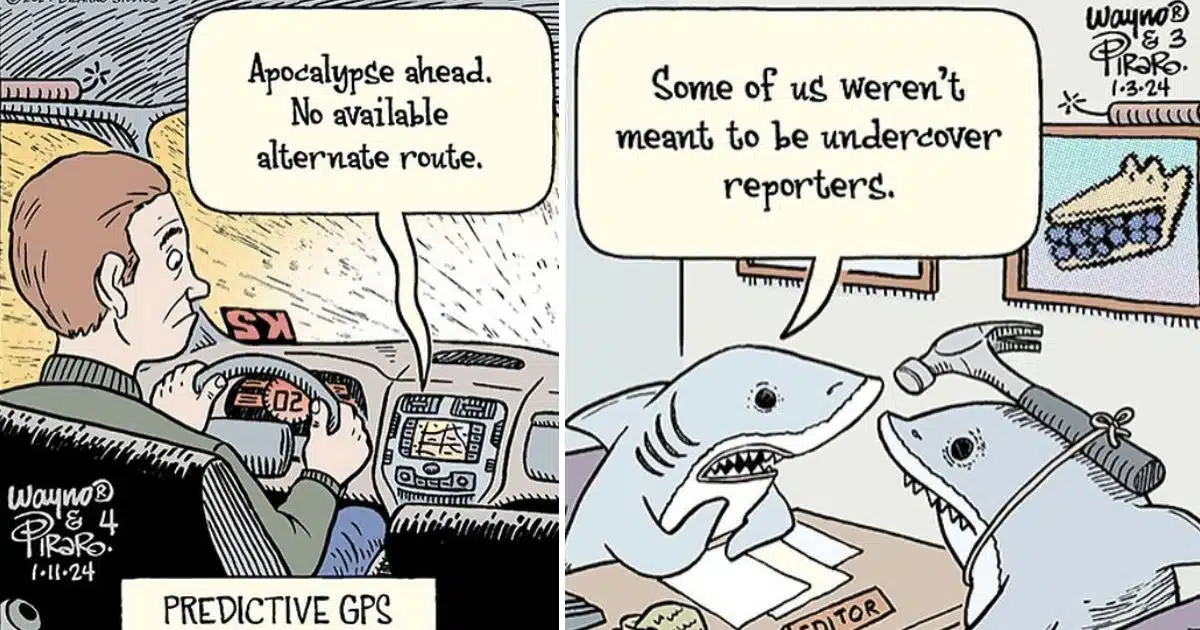 Apocalypse ahead.
No available
alternate route.
KS
20
Wayno®
& 4
PIRARO.
1·11·24
PREDICTIVE GPS
Some of us weren't
meant to be undercover
reporters.
Wayno®
& 3
PIRARO.
1·3·24
EDITOR